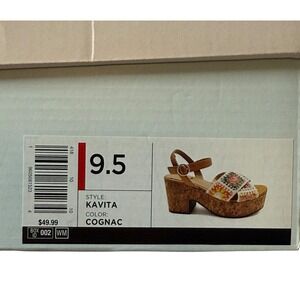 9.5
STYLE:
KAVITA
COLOR:
COGNAC
$49.99
002 WM